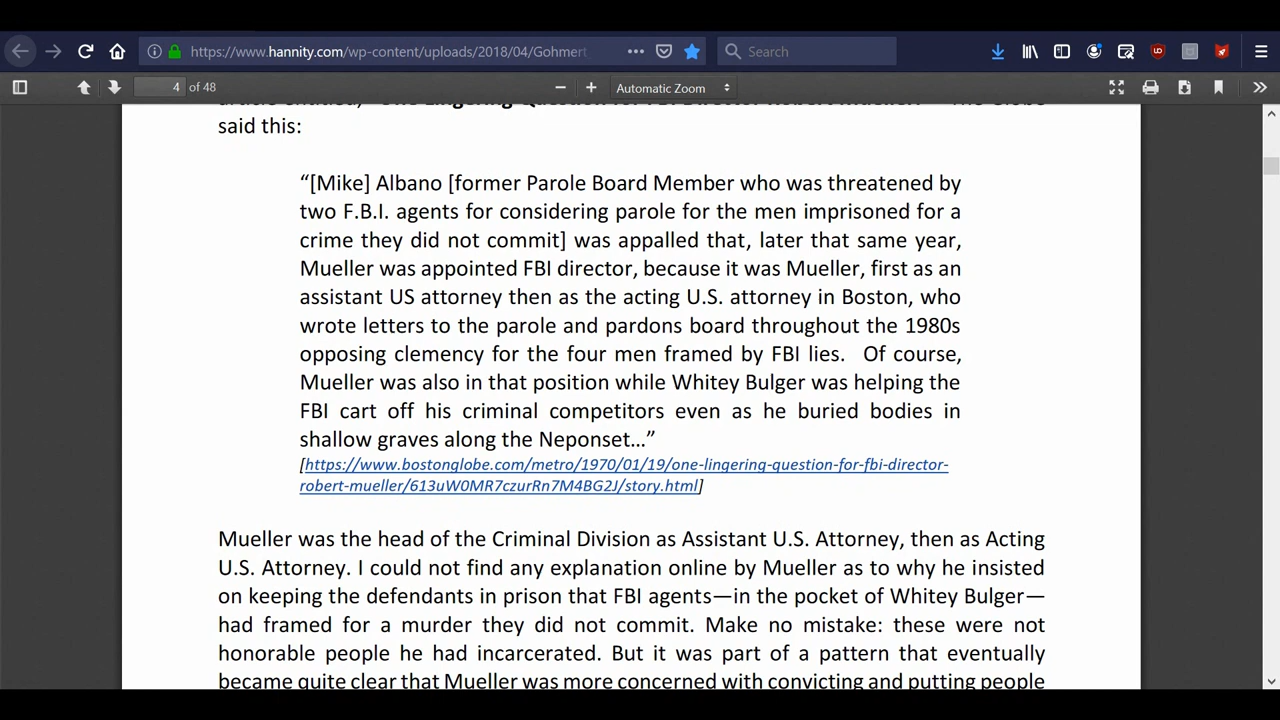 https://www.hannity.com/wp-content/uploads/2018/04/Gohmert
Search
4 of 48
Automatic Zoom
said this:
“[Mike] Albano [former Parole Board Member who was threatened by
two F.B.I. agents for considering parole for the men imprisoned for a
crime they did not commit] was appalled that, later that same year,
Mueller was appointed FBI director, because it was Mueller, first as an
assistant US attorney then as the acting U.S. attorney in Boston, who
wrote letters to the parole and pardons board throughout the 1980s
opposing clemency for the four men framed by FBI lies.  Of course,
Mueller was also in that position while Whitey Bulger was helping the
FBI cart off his criminal competitors even as he buried bodies in
shallow graves along the Neponset…”
[https://www.bostonglobe.com/metro/1970/01/19/one-lingering-question-for-fbi-director-
robert-mueller/613uW0MR7czurRn7M4BG2J/story.html]
Mueller was the head of the Criminal Division as Assistant U.S. Attorney, then as Acting
U.S. Attorney. I could not find any explanation online by Mueller as to why he insisted
on keeping the defendants in prison that FBI agents—in the pocket of Whitey Bulger—
had framed for a murder they did not commit. Make no mistake: these were not
honorable people he had incarcerated. But it was part of a pattern that eventually
became quite clear that Mueller was more concerned with convicting and putting people